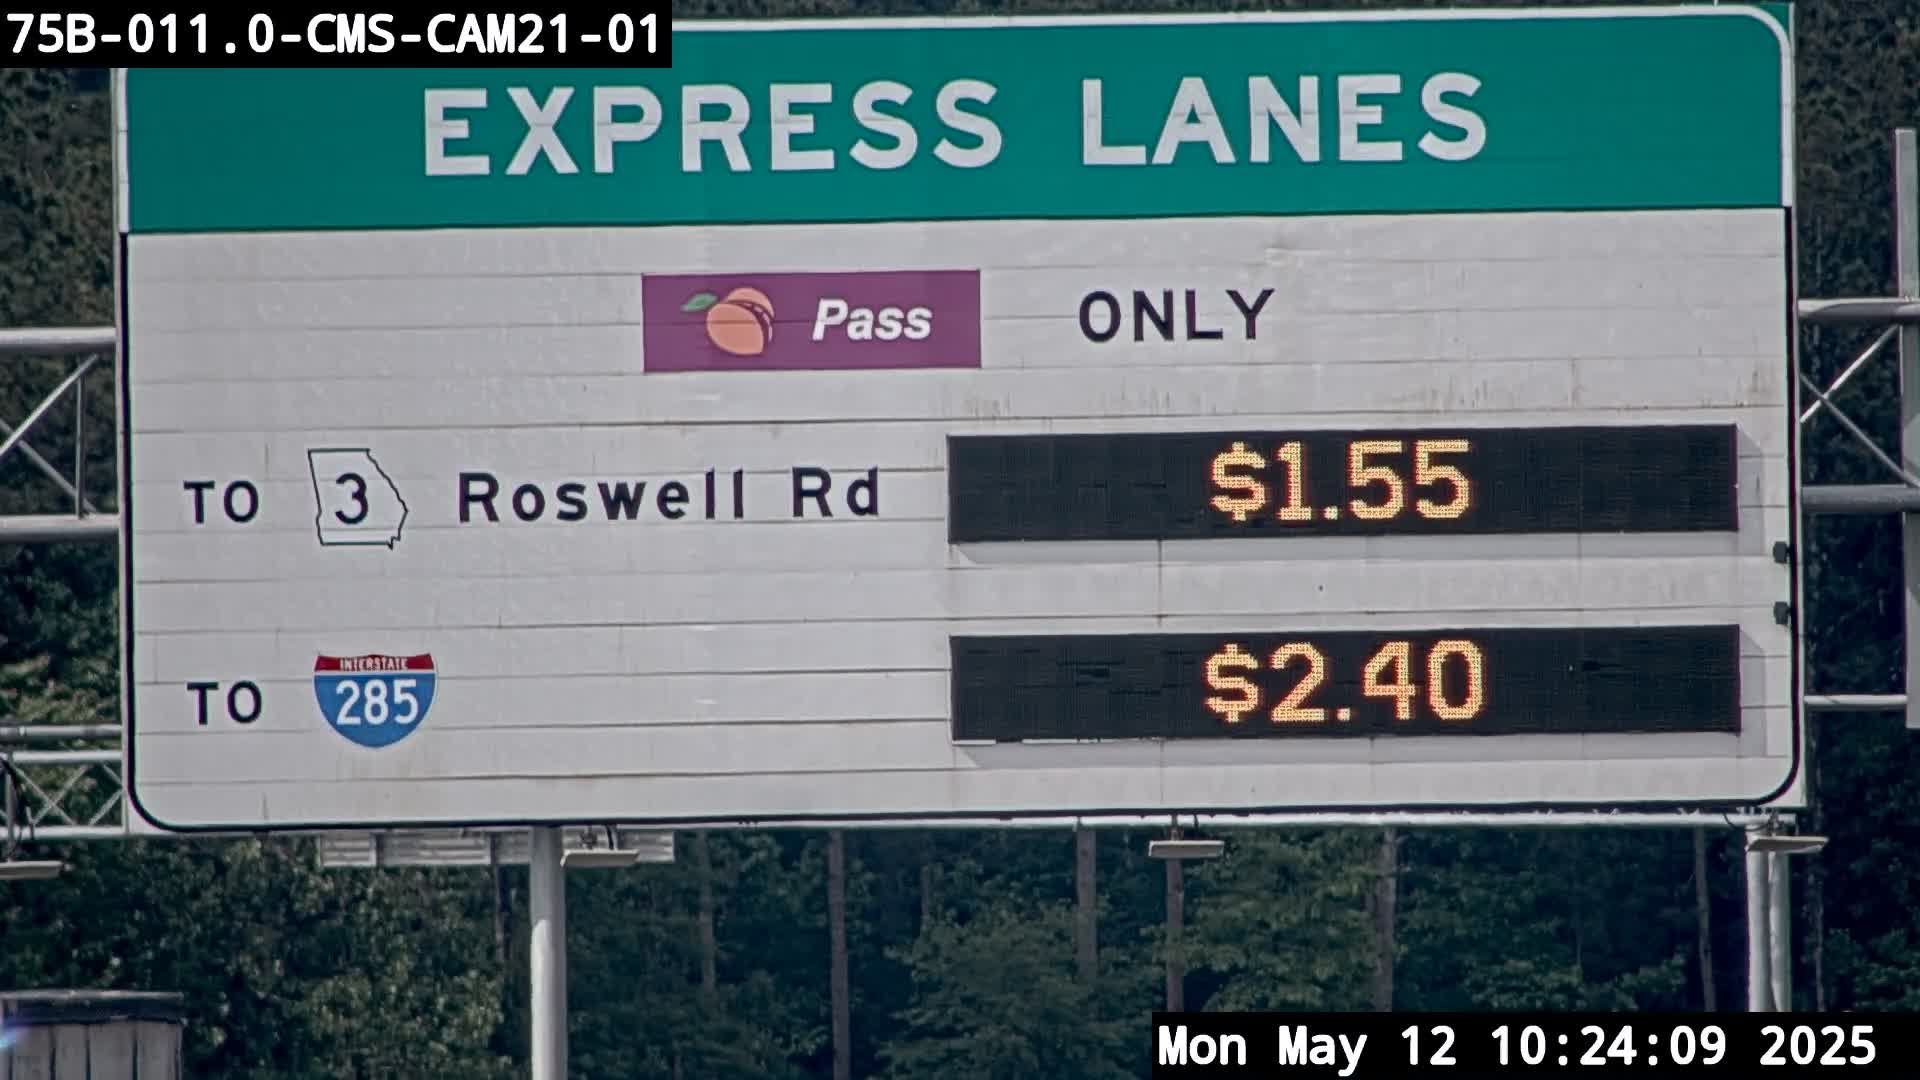 75B-011.0-CMS-CAM21-01
EXPRESS LANES
Pass ONLY
TO 3 Roswell Rd $1.55
TO INTERSTATE 285 $2.40
Mon May 12 10:24:09 2025